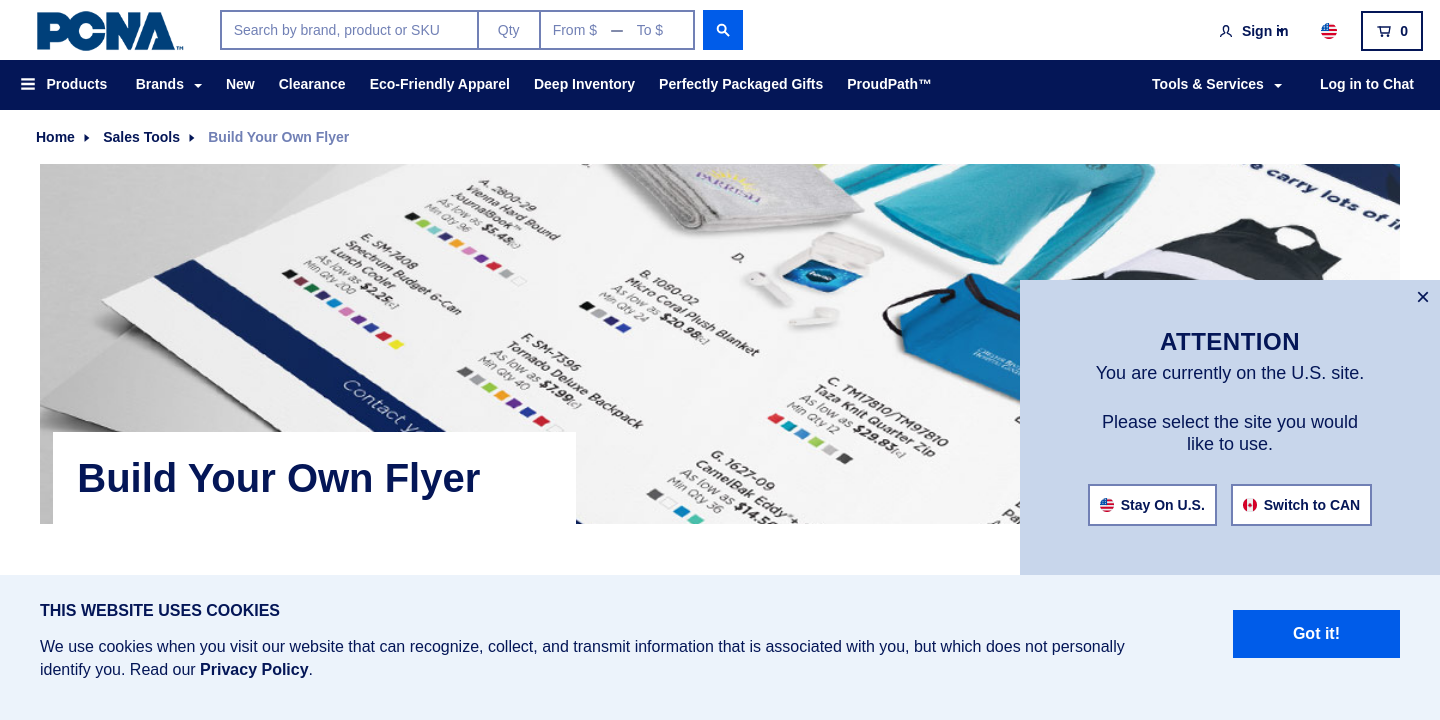 PCNA™
Search by brand, product or SKU
Qty
From $ — To $
Sign in
0
Products
Brands
New
Clearance
Eco-Friendly Apparel
Deep Inventory
Perfectly Packaged Gifts
ProudPath™
Tools & Services
Log in to Chat
Home
Sales Tools
Build Your Own Flyer
carry lots of i
A. 2800-29
Vienna Hard Bound
JournalBook™
As low as $5.45(c)
Min Qty 96
E. SM-7408
Spectrum Budget 6-Can
Lunch Cooler
As low as $2.25(c)
Min Qty 200
D.
B. 1080-02
Micro Coral Plush Blanket
As low as $20.98(c)
Min Qty 24
F. SM-7396
Tornado Deluxe Backpack
As low as $7.99(c)
Min Qty 40
C. TM17810/TM97810
Taza Knit Quarter Zip
As low as $29.83(c)
Min Qty 12
G. 1627-09
CamelBak Eddy®+
As low as $14.50
Min Qty 36
Contact y
Build Your Own Flyer
×
ATTENTION
You are currently on the U.S. site.
Please select the site you would
like to use.
Stay On U.S.
Switch to CAN
THIS WEBSITE USES COOKIES
We use cookies when you visit our website that can recognize, collect, and transmit information that is associated with you, but which does not personally
identify you. Read our Privacy Policy.
Got it!